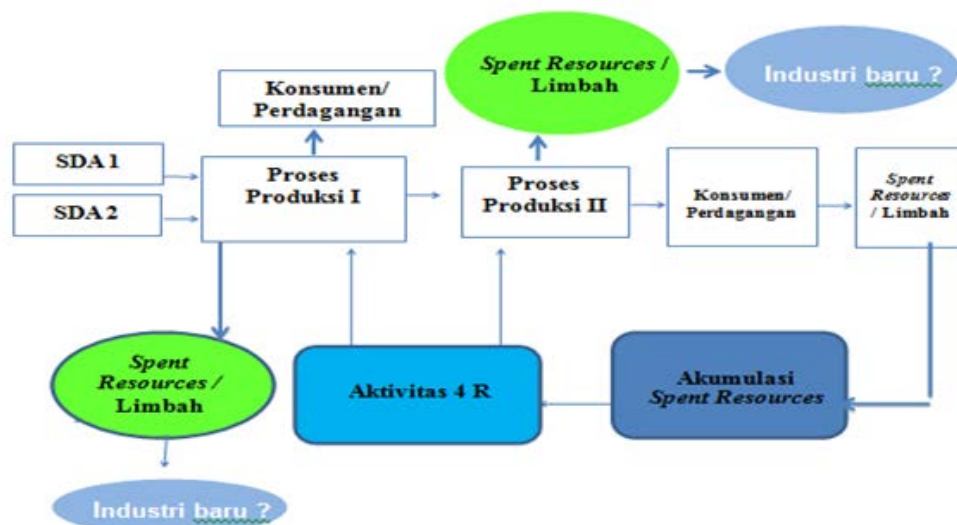 Spent Resources /
Limbah
Industri baru ?
Konsumen/
Perdagangan
SDA 1
SDA 2
Proses
Produksi I
Proses
Produksi II
Konsumen/
Perdagangan
Spent
Resources
/ Limbah
Spent
Resources /
Limbah
Aktivitas 4 R
Akumulasi
Spent Resources
Industri baru ?